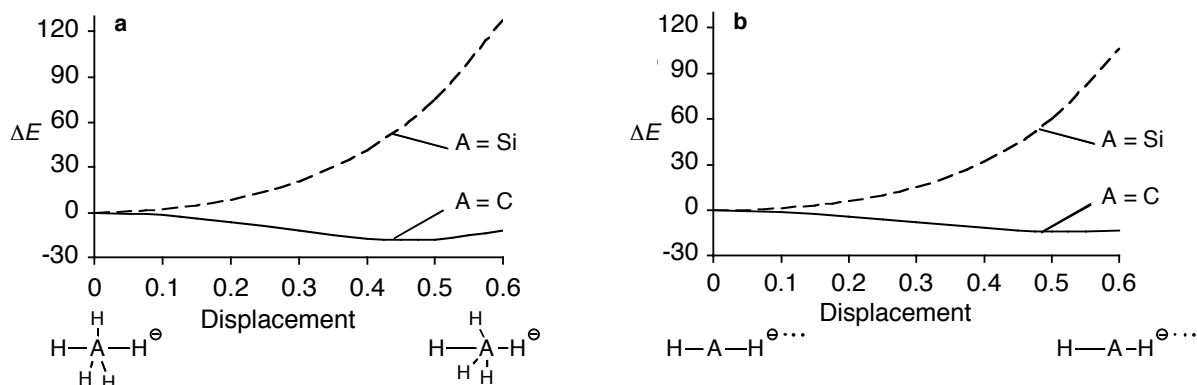 a
120
90
60
30
0
-30
ΔE
A = Si
A = C
0 0.1 0.2 0.3 0.4 0.5 0.6
Displacement
H
H—A—H⊖
H H
H
H—A—H⊖
H H
b
120
90
60
30
0
-30
ΔE
A = Si
A = C
0 0.1 0.2 0.3 0.4 0.5 0.6
Displacement
H—A—H⊖···
H—A—H⊖···